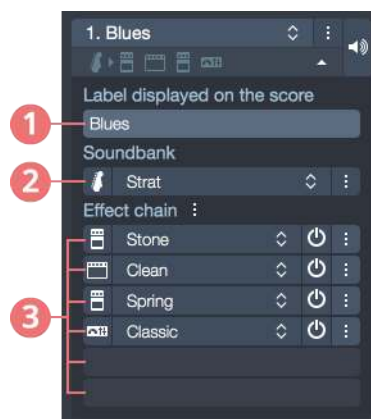 1. Blues
Label displayed on the score
1
Blues
Soundbank
2
Strat
Effect chain
Stone
Clean
3
Spring
Classic